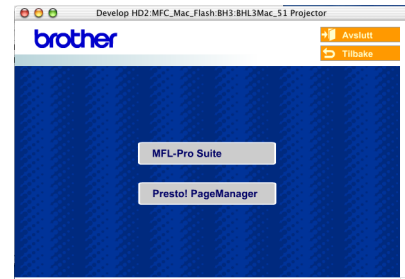 Develop HD2:MFC_Mac_Flash:BH3:BHL3Mac_51 Projector
brother
Avslutt
Tilbake
MFL-Pro Suite
Presto! PageManager